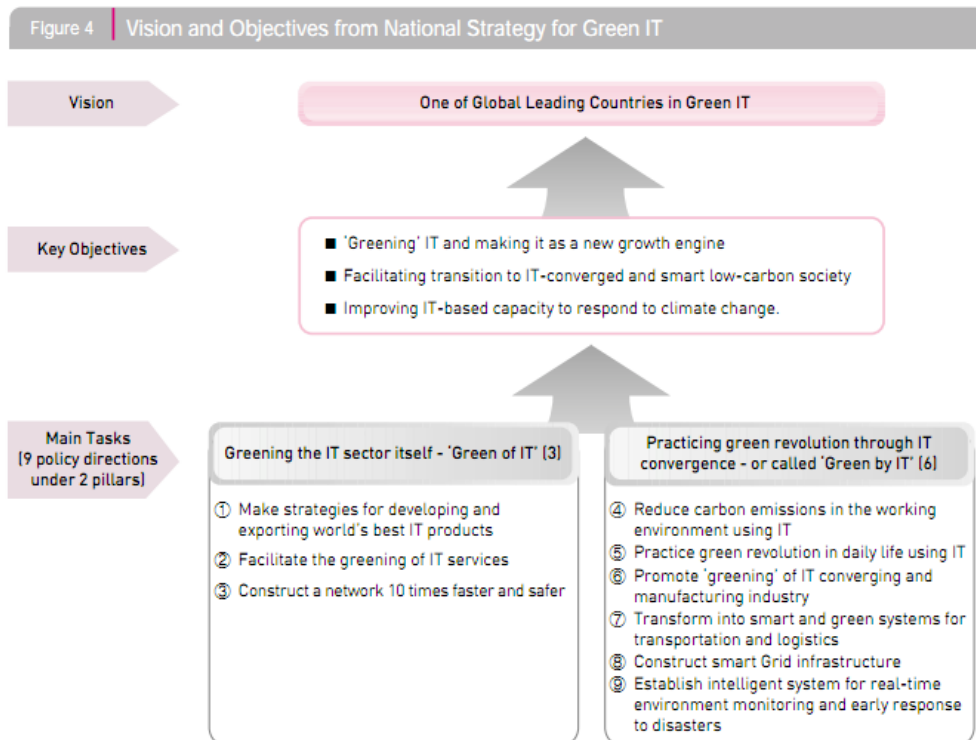 Figure 4
Vision and Objectives from National Strategy for Green IT
Vision
One of Global Leading Countries in Green IT
Key Objectives
■ 'Greening' IT and making it as a new growth engine
■ Facilitating transition to IT-converged and smart low-carbon society
■ Improving IT-based capacity to respond to climate change.
Main Tasks
(9 policy directions
under 2 pillars)
Greening the IT sector itself - 'Green of IT' (3)
① Make strategies for developing and
exporting world's best IT products
② Facilitate the greening of IT services
③ Construct a network 10 times faster and safer
Practicing green revolution through IT
convergence - or called 'Green by IT' (6)
④ Reduce carbon emissions in the working
environment using IT
⑤ Practice green revolution in daily life using IT
⑥ Promote 'greening' of IT converging and
manufacturing industry
⑦ Transform into smart and green systems for
transportation and logistics
⑧ Construct smart Grid infrastructure
⑨ Establish intelligent system for real-time
environment monitoring and early response
to disasters